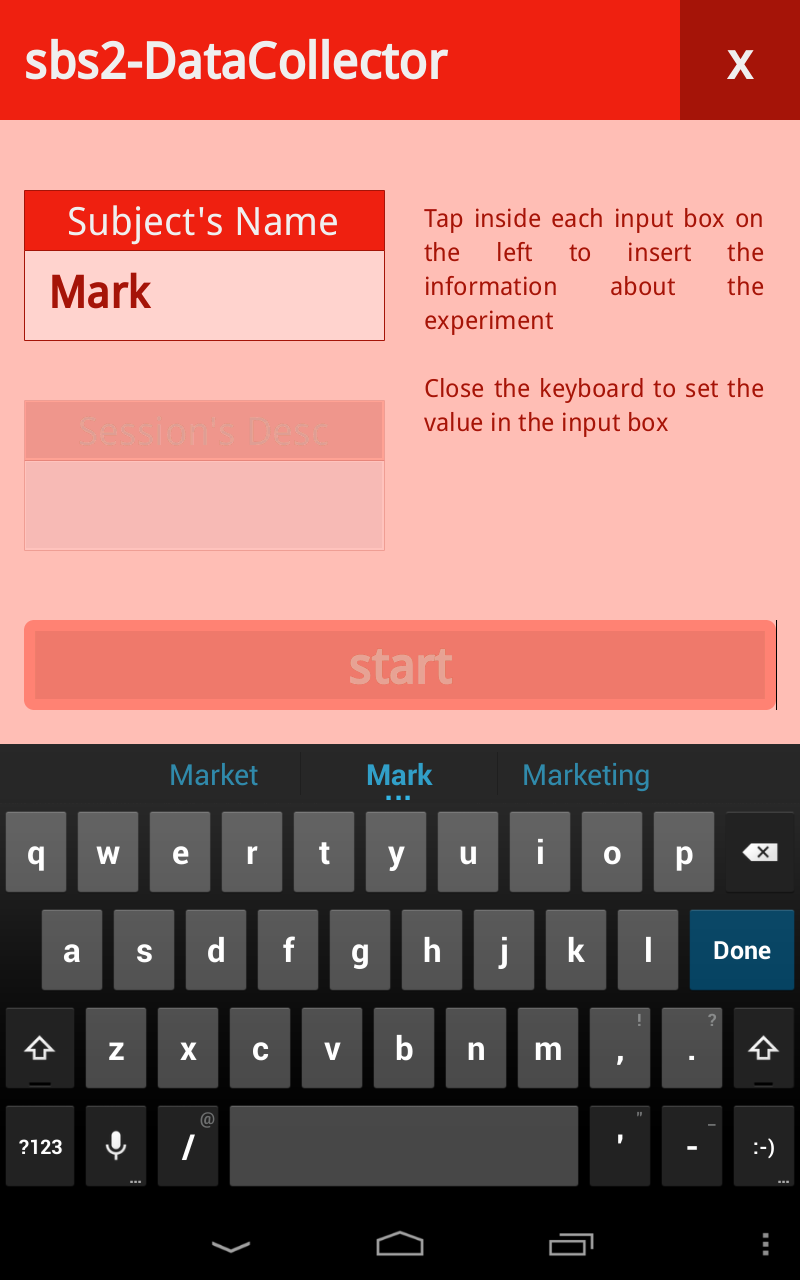 sbs2-DataCollector x
Subject's Name
Mark
Tap inside each input box on
the left to insert the
information about the
experiment
Close the keyboard to set the
value in the input box
Session's Desc
start
Market Mark Marketing
q w e r t y u i o p
a s d f g h j k l Done
z x c v b n m , ! . ?
?123 / @ ' " - _ :-)